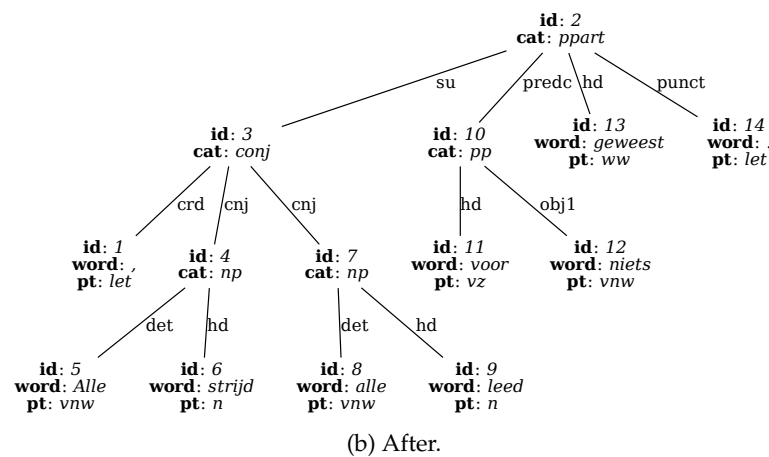 id: 2
cat: ppart
su
predc
hd
punct
id: 3
cat: conj
id: 10
cat: pp
id: 13
word: geweest
pt: ww
id: 14
word: .
pt: let
crd
cnj
cnj
hd
obj1
id: 1
word: ,
pt: let
id: 4
cat: np
id: 7
cat: np
id: 11
word: voor
pt: vz
id: 12
word: niets
pt: vnw
det
hd
det
hd
id: 5
word: Alle
pt: vnw
id: 6
word: strijd
pt: n
id: 8
word: alle
pt: vnw
id: 9
word: leed
pt: n
(b) After.